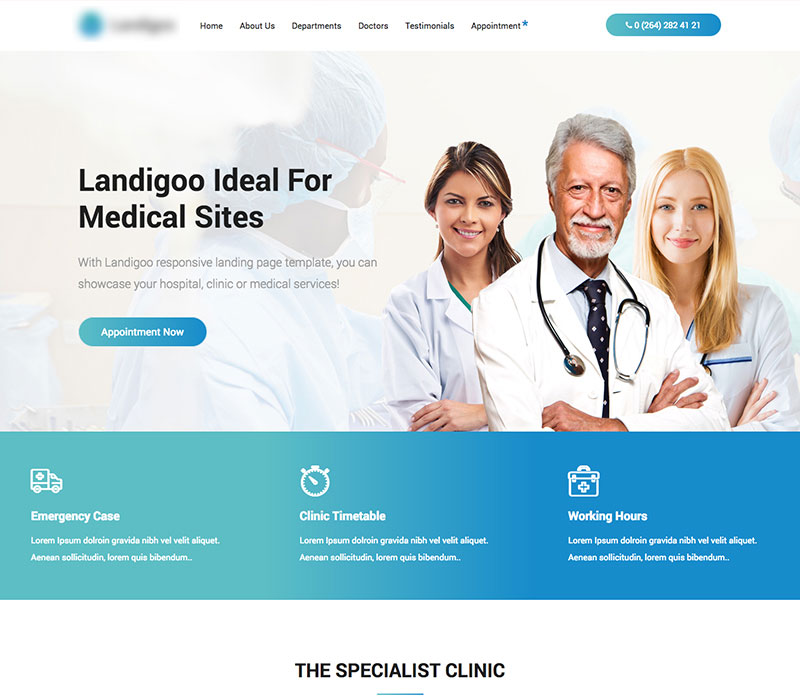 Home About Us Departments Doctors Testimonials Appointment* 0 (264) 282 41 21
Landigoo Ideal For
Medical Sites
With Landigoo responsive landing page template, you can
showcase your hospital, clinic or medical services!
Appointment Now
Emergency Case
Lorem Ipsum dolroin gravida nibh vel velit aliquet.
Aenean sollicitudin, lorem quis bibendum..
Clinic Timetable
Lorem Ipsum dolroin gravida nibh vel velit aliquet.
Aenean sollicitudin, lorem quis bibendum..
Working Hours
Lorem Ipsum dolroin gravida nibh vel velit aliquet.
Aenean sollicitudin, lorem quis bibendum..
THE SPECIALIST CLINIC